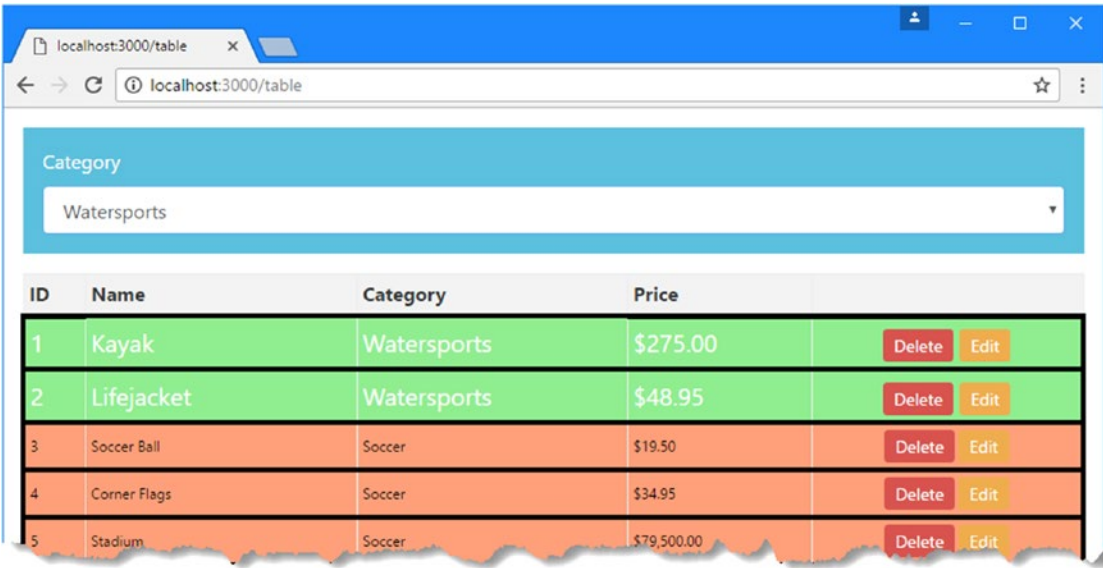 localhost:3000/table
localhost:3000/table
Category
Watersports
ID Name Category Price
1 Kayak Watersports $275.00 Delete Edit
2 Lifejacket Watersports $48.95 Delete Edit
3 Soccer Ball Soccer $19.50 Delete Edit
4 Corner Flags Soccer $34.95 Delete Edit
5 Stadium Soccer $79,500.00 Delete Edit